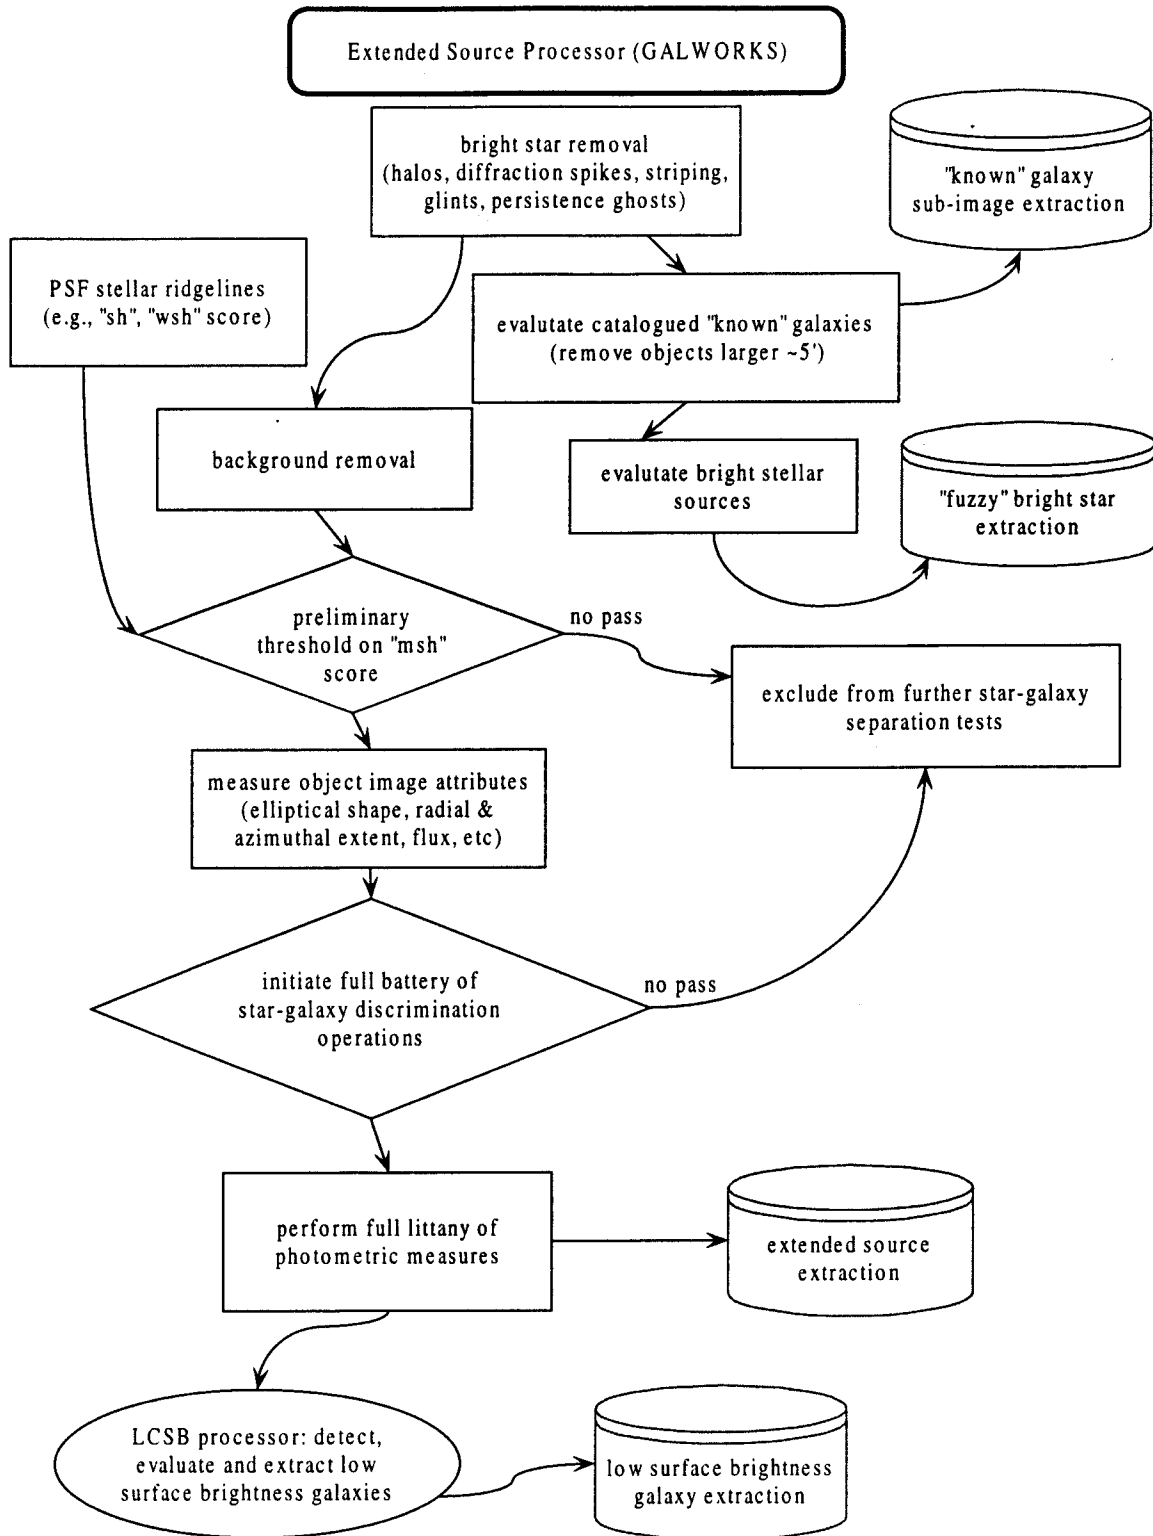 Extended Source Processor (GALWORKS)
bright star removal
(halos, diffraction spikes, striping,
glints, persistence ghosts)
"known" galaxy
sub-image extraction
PSF stellar ridgelines
(e.g., "sh", "wsh" score)
evalutate catalogued "known" galaxies
(remove objects larger ~5')
background removal
evalutate bright stellar
sources
"fuzzy" bright star
extraction
preliminary
threshold on "msh"
score
no pass
exclude from further star-galaxy
separation tests
measure object image attributes
(elliptical shape, radial &
azimuthal extent, flux, etc)
initiate full battery of
star-galaxy discrimination
operations
no pass
perform full littany of
photometric measures
extended source
extraction
LCSB processor: detect,
evaluate and extract low
surface brightness galaxies
low surface brightness
galaxy extraction